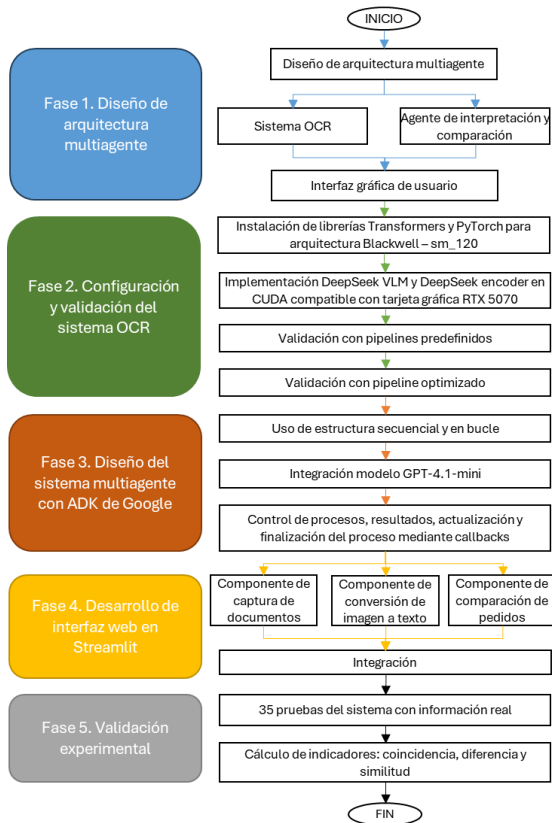 INICIO
Fase 1. Diseño de
arquitectura
multiagente
Diseño de arquitectura multiagente
Sistema OCR
Agente de interpretación y
comparación
Interfaz gráfica de usuario
Fase 2. Configuración
y validación del
sistema OCR
Instalación de librerías Transformers y PyTorch para
arquitectura Blackwell – sm_120
Implementación DeepSeek VLM y DeepSeek encoder en
CUDA compatible con tarjeta gráfica RTX 5070
Validación con pipelines predefinidos
Validación con pipeline optimizado
Fase 3. Diseño del
sistema multiagente
con ADK de Google
Uso de estructura secuencial y en bucle
Integración modelo GPT-4.1-mini
Control de procesos, resultados, actualización y
finalización del proceso mediante callbacks
Fase 4. Desarrollo de
interfaz web en
Streamlit
Componente de
captura de
documentos
Componente de
conversión de
imagen a texto
Componente de
comparación de
pedidos
Integración
Fase 5. Validación
experimental
35 pruebas del sistema con información real
Cálculo de indicadores: coincidencia, diferencia y
similitud
FIN